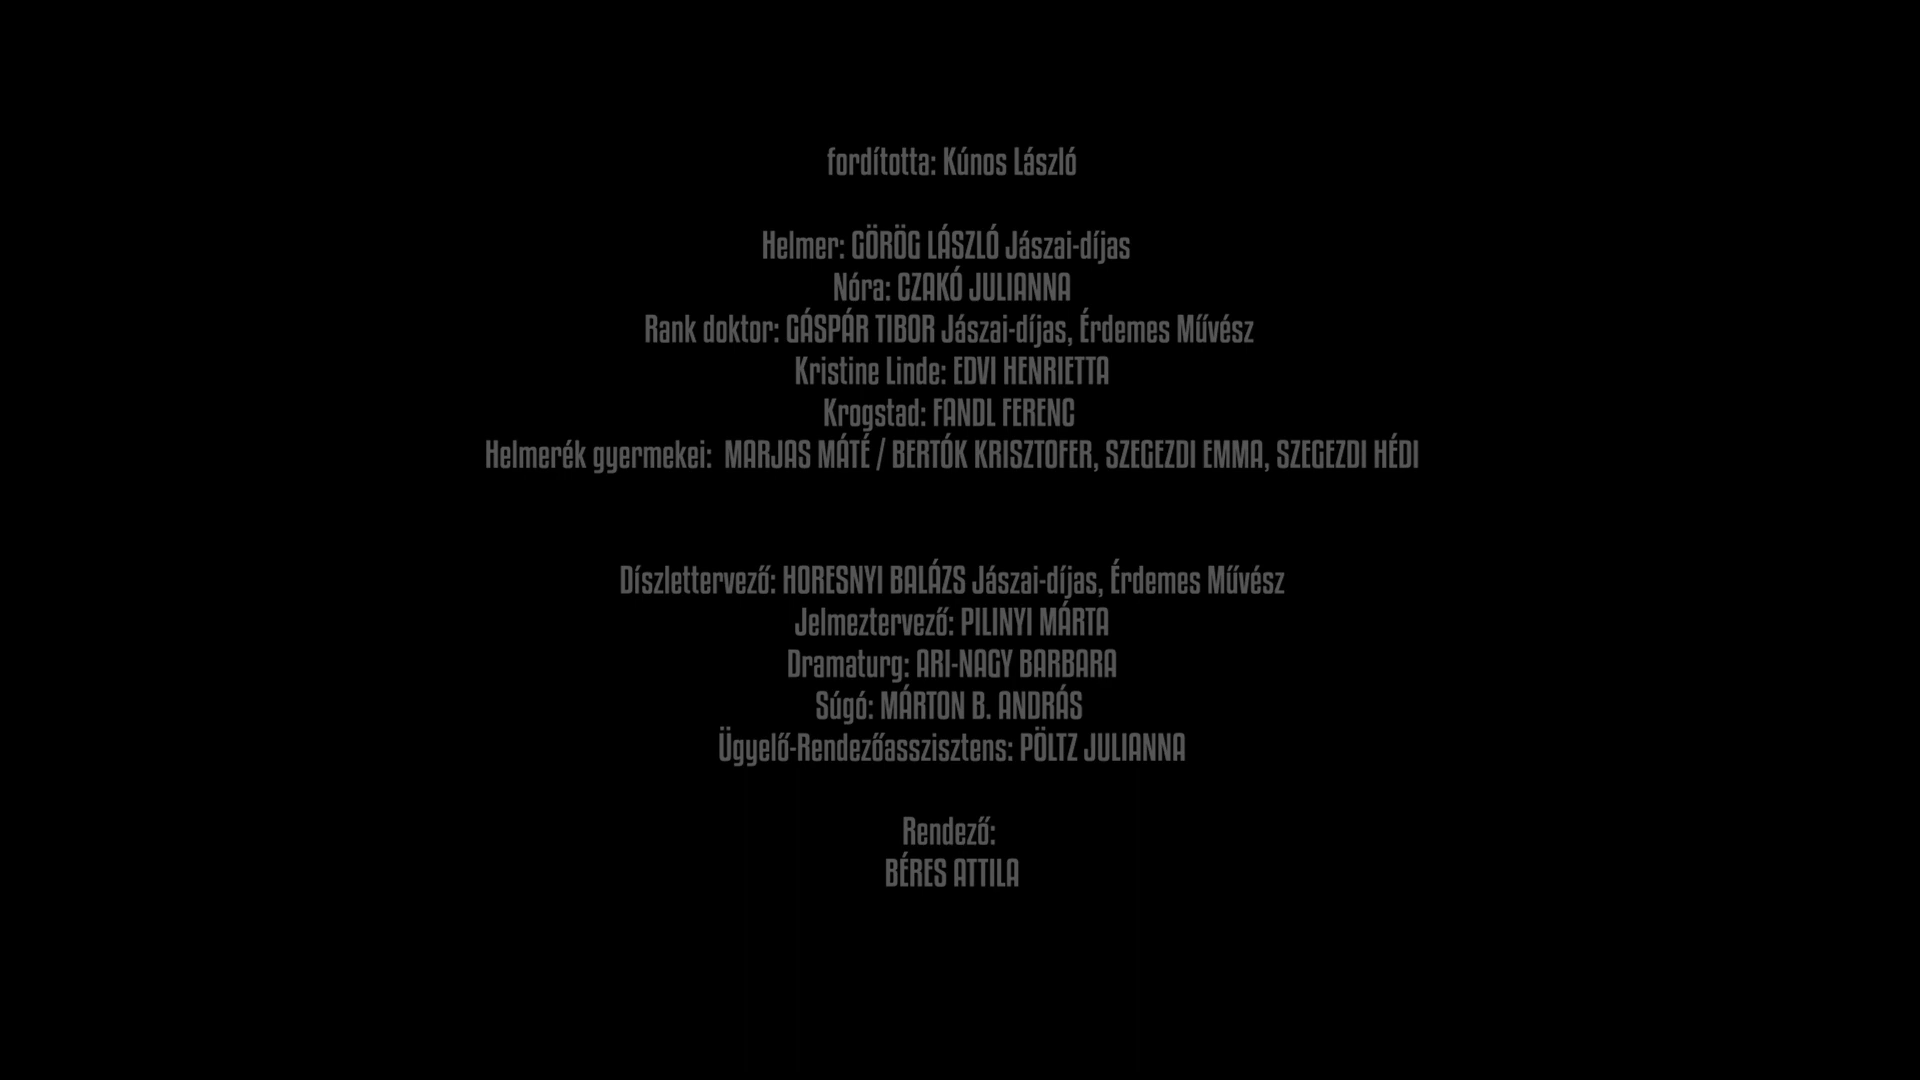 fordította: Kúnos László
Helmer: GÖRÖG LÁSZLÓ Jászai-díjas
Nóra: CZAKÓ JULIANNA
Rank doktor: GÁSPÁR TIBOR Jászai-díjas, Érdemes Művész
Kristine Linde: EDVI HENRIETTA
Krogstad: FANDL FERENC
Helmerék gyermekei:  MARJAS MÁTÉ / BERTÓK KRISZTOFER, SZEGEZDI EMMA, SZEGEZDI HÉDI
Díszlettervező: HORESNYI BALÁZS Jászai-díjas, Érdemes Művész
Jelmeztervező: PILINYI MÁRTA
Dramaturg: ARI-NAGY BARBARA
Súgó: MÁRTON B. ANDRÁS
Ügyelő-Rendezőasszisztens: PÖLTZ JULIANNA
Rendező:
BÉRES ATTILA